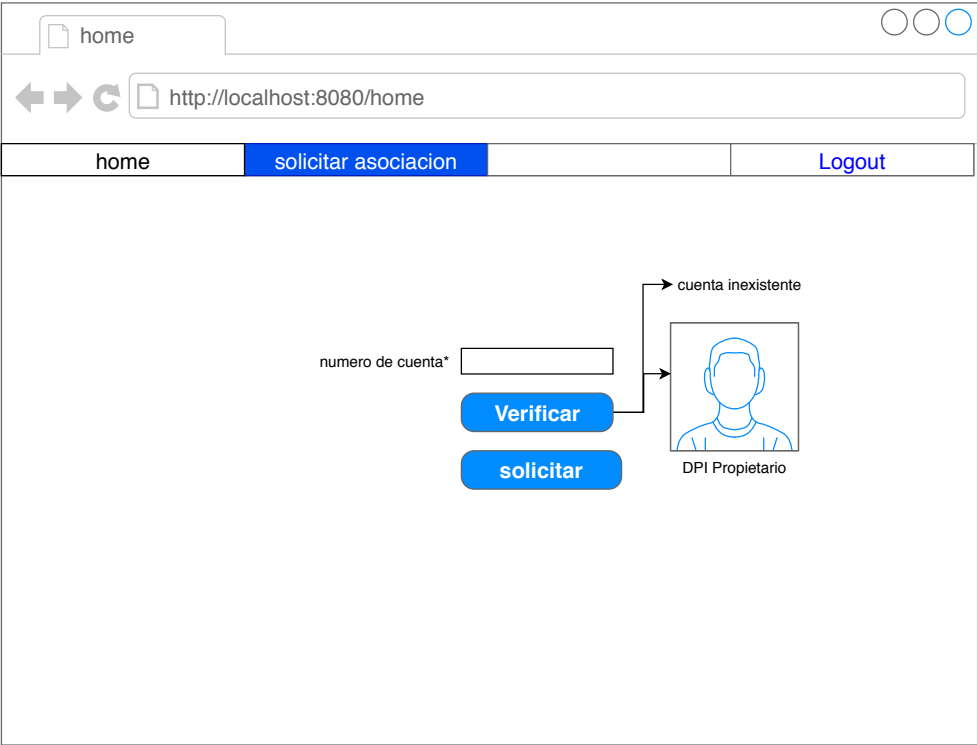 home
http://localhost:8080/home
home
solicitar asociacion
Logout
cuenta inexistente
numero de cuenta*
Verificar
solicitar
DPI Propietario